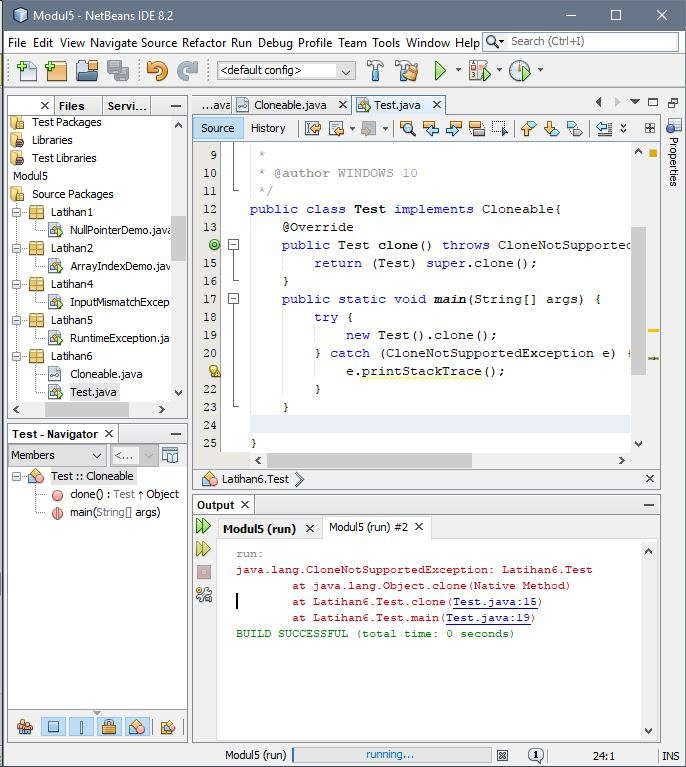 Modul5 - NetBeans IDE 8.2
File Edit View Navigate Source Refactor Run Debug Profile Team Tools Window Help Search (Ctrl+I)
<default config>
Files Servi...
Test Packages
Libraries
Test Libraries
Modul5
Source Packages
Latihan1
NullPointerDemo.java
Latihan2
ArrayIndexDemo.java
Latihan4
InputMismatchExcep
Latihan5
RuntimeException.ja
Latihan6
Cloneable.java
Test.java
Test - Navigator
Members <...
Test :: Cloneable
clone() : Test ↑ Object
main(String[] args)
...ava Cloneable.java Test.java
Source History
9 *
10 * @author WINDOWS 10
11 */
12 public class Test implements Cloneable{
13 @Override
public Test clone() throws CloneNotSupported
15 return (Test) super.clone();
16 }
17 public static void main(String[] args) {
18 try {
19 new Test().clone();
20 } catch (CloneNotSupportedException e) {
e.printStackTrace();
22 }
23 }
24
25 }
Latihan6.Test
Properties
Output
Modul5 (run) Modul5 (run) #2
run:
java.lang.CloneNotSupportedException: Latihan6.Test
at java.lang.Object.clone(Native Method)
at Latihan6.Test.clone(Test.java:15)
at Latihan6.Test.main(Test.java:19)
BUILD SUCCESSFUL (total time: 0 seconds)
Modul5 (run) running... 1 24:1 INS